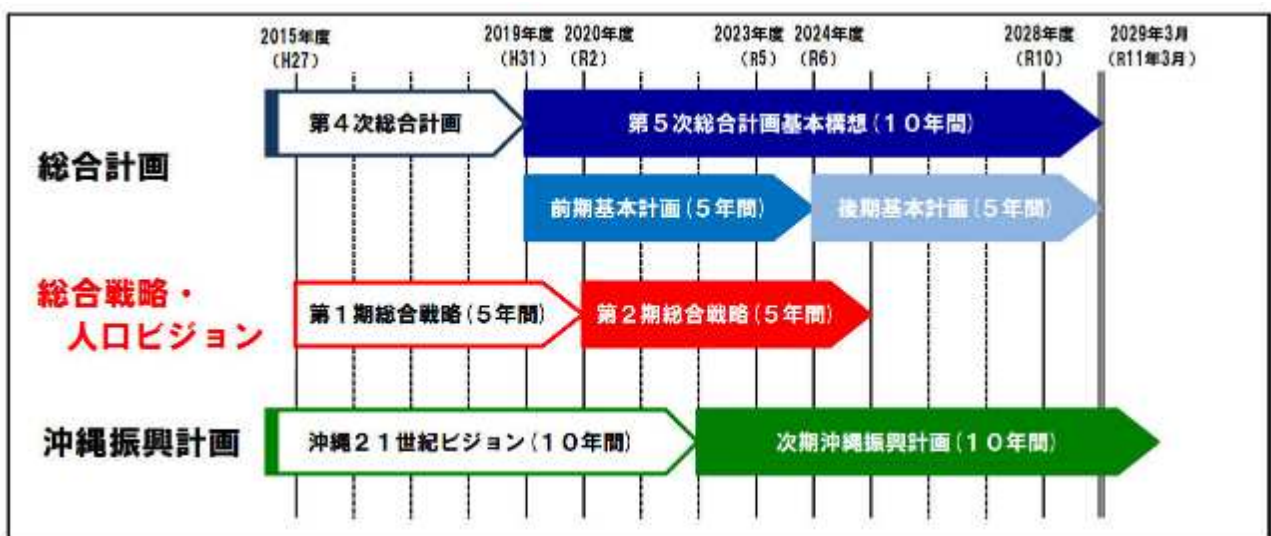 2015年度 2019年度 2020年度 2023年度 2024年度 2028年度 2029年3月
(H27) (H31) (R2) (R5) (R6) (R10) (R11年3月)
総合計画
第4次総合計画
第5次総合計画基本構想(10年間)
前期基本計画(5年間)
後期基本計画(5年間)
総合戦略・
人口ビジョン
第1期総合戦略(5年間)
第2期総合戦略(5年間)
沖縄振興計画
沖縄21世紀ビジョン(10年間)
次期沖縄振興計画(10年間)